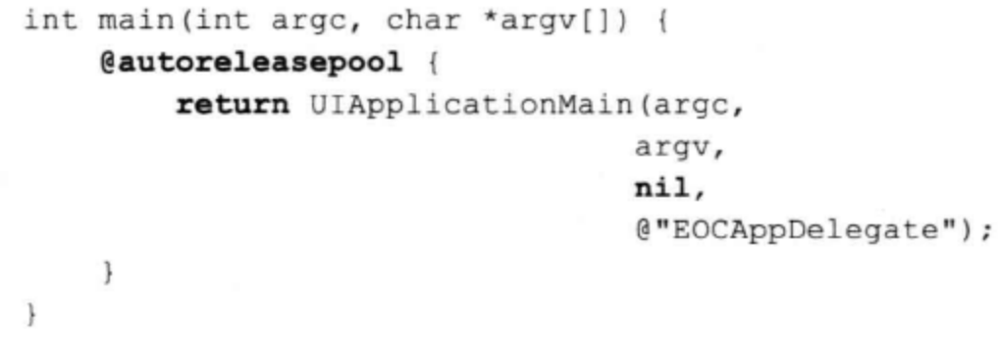 int main(int argc, char *argv[]) {
    @autoreleasepool {
        return UIApplicationMain(argc,
                                 argv,
                                 nil,
                                 @"EOCAppDelegate");
    }
}